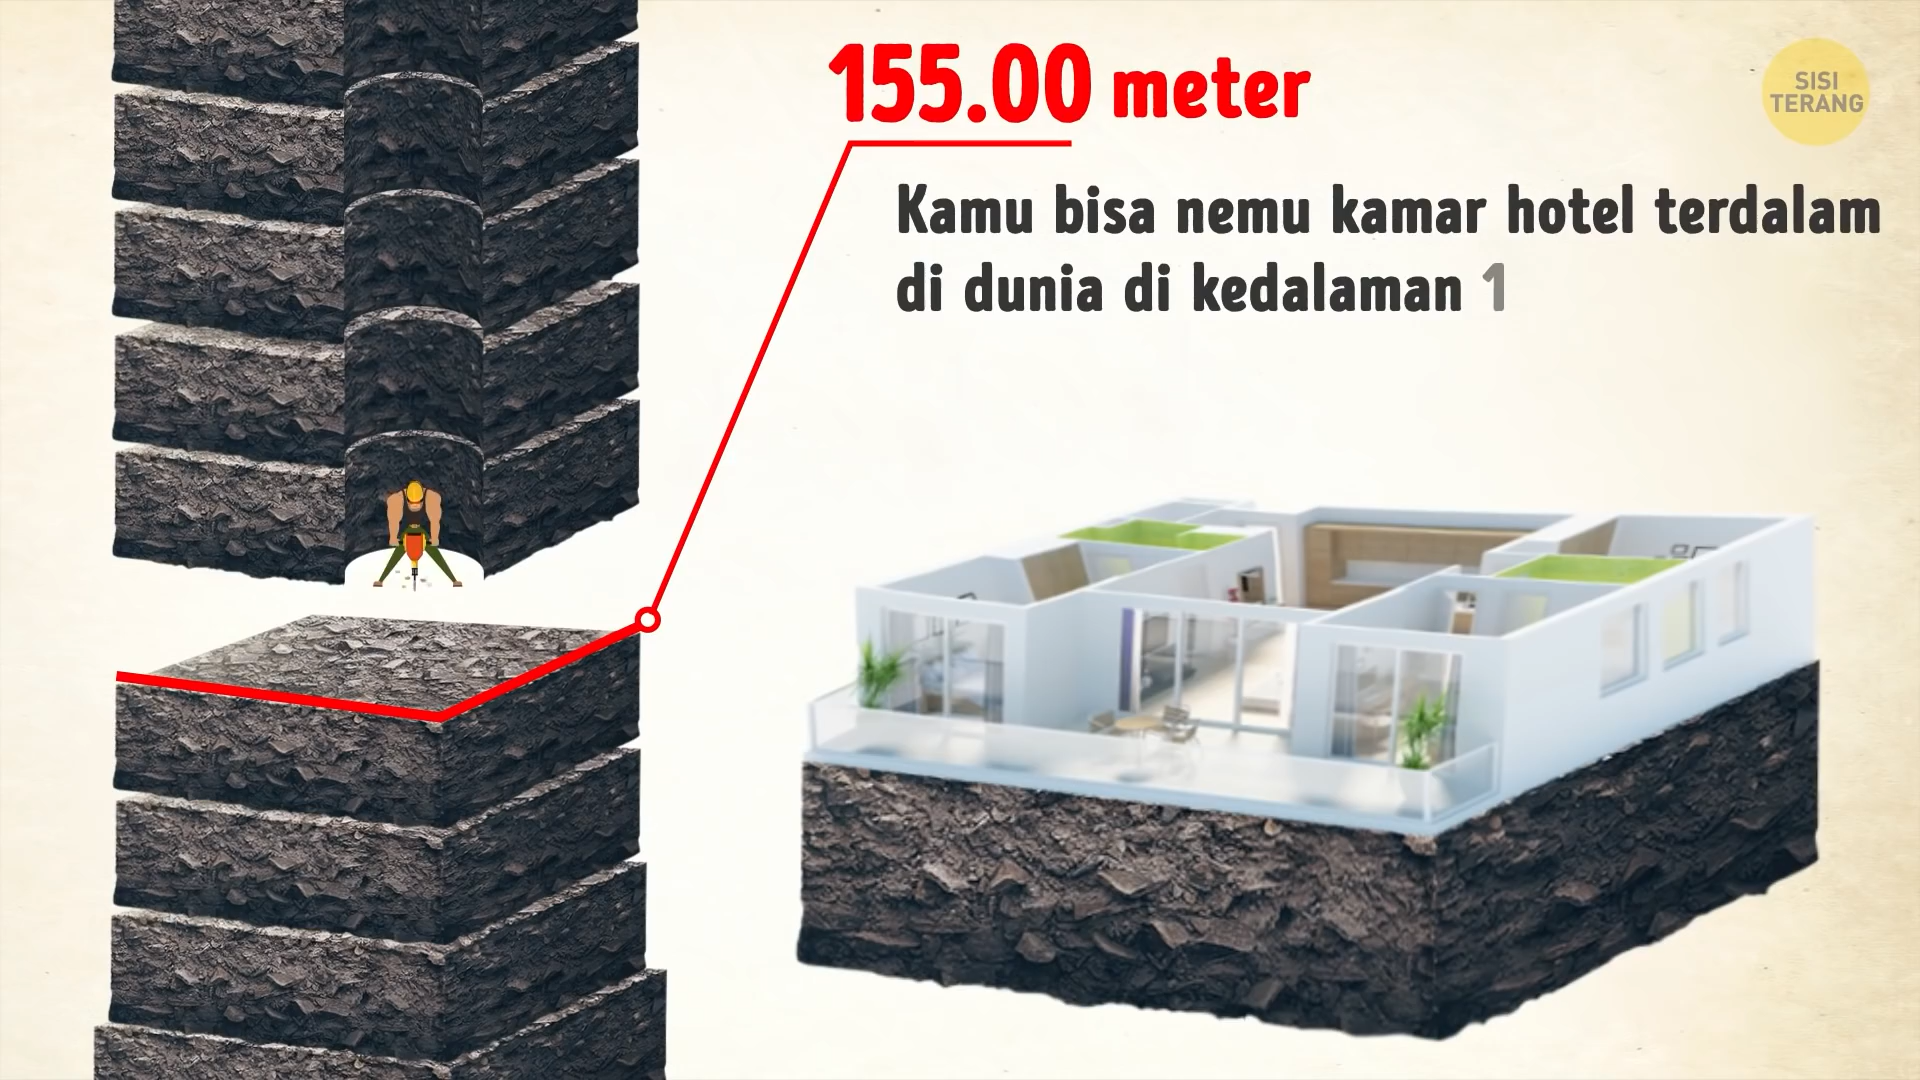 155.00 meter
SISI
TERANG
Kamu bisa nemu kamar hotel terdalam
di dunia di kedalaman 1